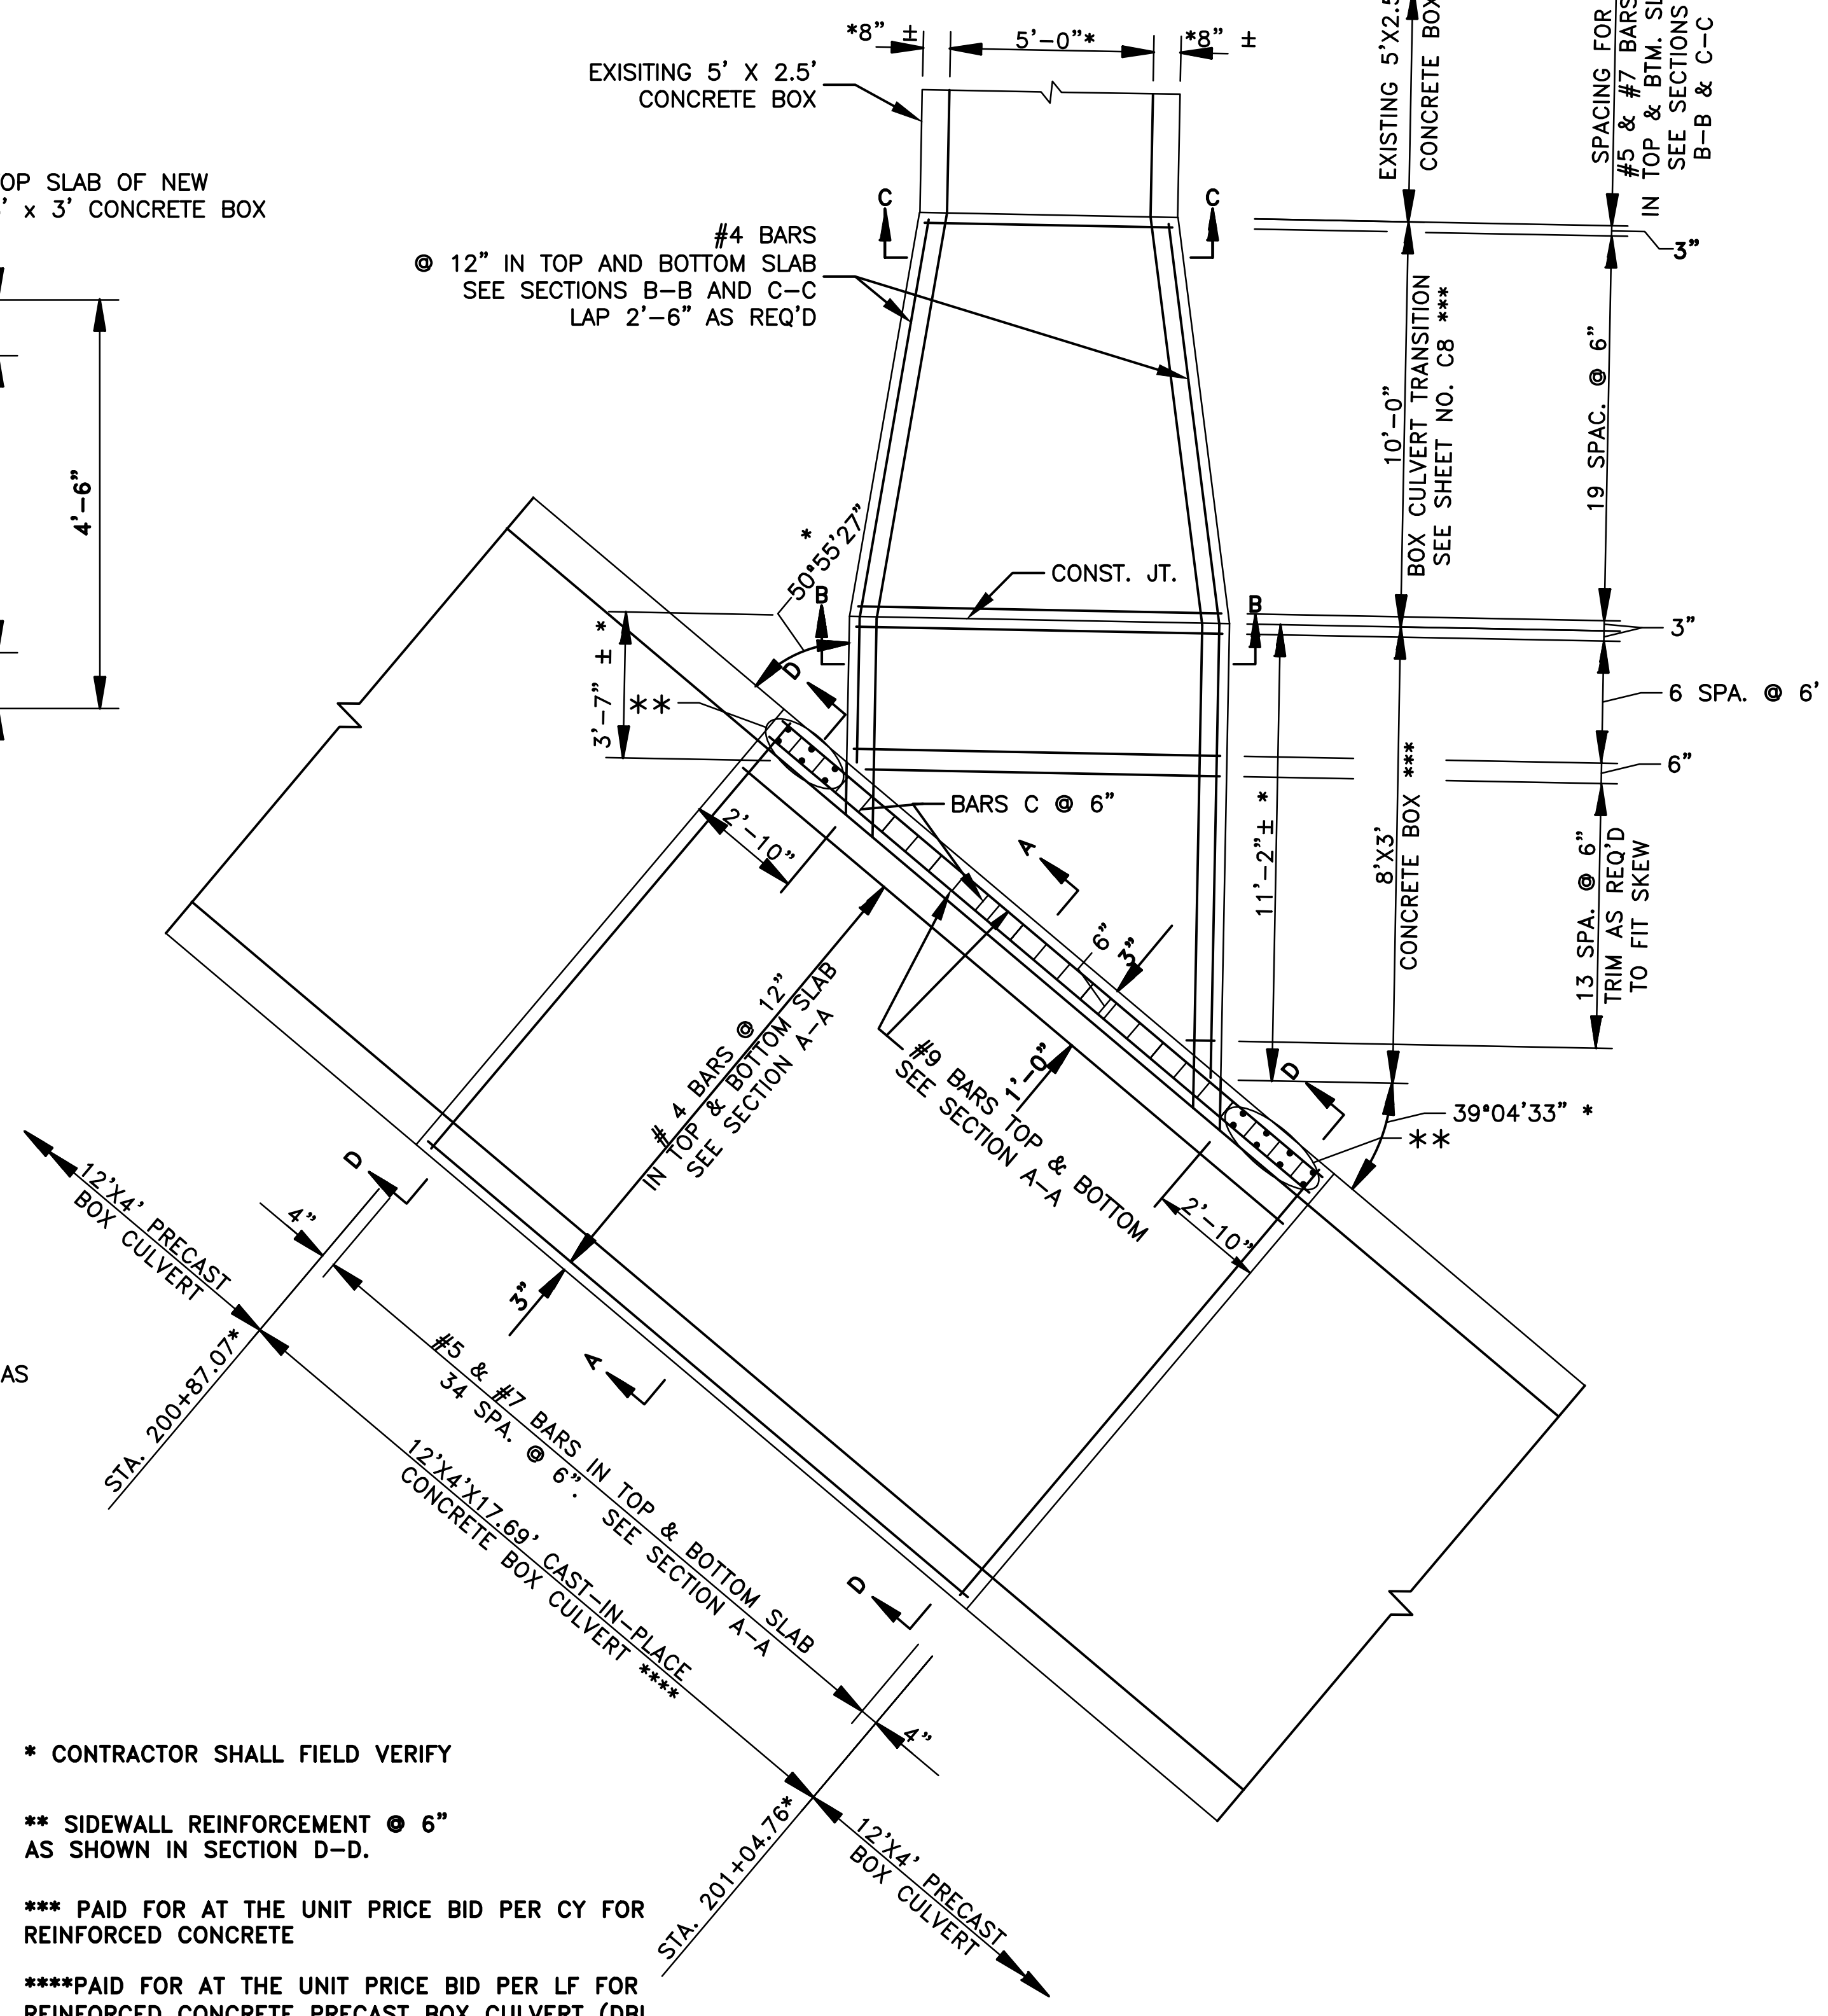 *8” ±
5'-0”*
*8” ±
EXISITING 5' X 2.5'
CONCRETE BOX
EXISTING 5'X2.5'
CONCRETE BOX
SPACING FOR
#5 & #7 BARS
IN TOP & BTM.
SEE SECTIONS
B-B & C-C
SLAB OF NEW
x 3' CONCRETE BOX
C
C
#4 BARS
@ 12” IN TOP AND BOTTOM SLAB
SEE SECTIONS B-B AND C-C
LAP 2'-6” AS REQ'D
3”
4'-6”
10'-0”
BOX CULVERT TRANSITION
SEE SHEET NO. C8 ***
19 SPAC. @ 6”
*
50°55'27”
CONST. JT.
B
B
3'-7” ± *
D
**
3”
6 SPA. @ 6'
6”
2'-10”
BARS C @ 6”
A
6”
3”
11'-2”± *
8'X3'
CONCRETE BOX ***
13 SPA. @ 6”
TRIM AS REQ'D
TO FIT SKEW
# 4 BARS @ 12”
IN TOP & BOTTOM SLAB
SEE SECTION A-A
#9 BARS TOP & BOTTOM
SEE SECTION A-A
1'-0”
D
39°04'33” *
**
2'-10”
12'X4' PRECAST
BOX CULVERT
D
4”
3”
A
STA. 200+87.07*
#5 & #7 BARS IN TOP & BOTTOM SLAB
34 SPA. @ 6”. SEE SECTION A-A
12'X4'X17.69' CAST-IN-PLACE
CONCRETE BOX CULVERT ****
D
4”
STA. 201+04.76*
12'X4' PRECAST
BOX CULVERT
AS
* CONTRACTOR SHALL FIELD VERIFY
** SIDEWALL REINFORCEMENT @ 6”
AS SHOWN IN SECTION D-D.
*** PAID FOR AT THE UNIT PRICE BID PER CY FOR
REINFORCED CONCRETE
****PAID FOR AT THE UNIT PRICE BID PER LF FOR
REINFORCED CONCRETE PRECAST BOX CULVERT (DBL